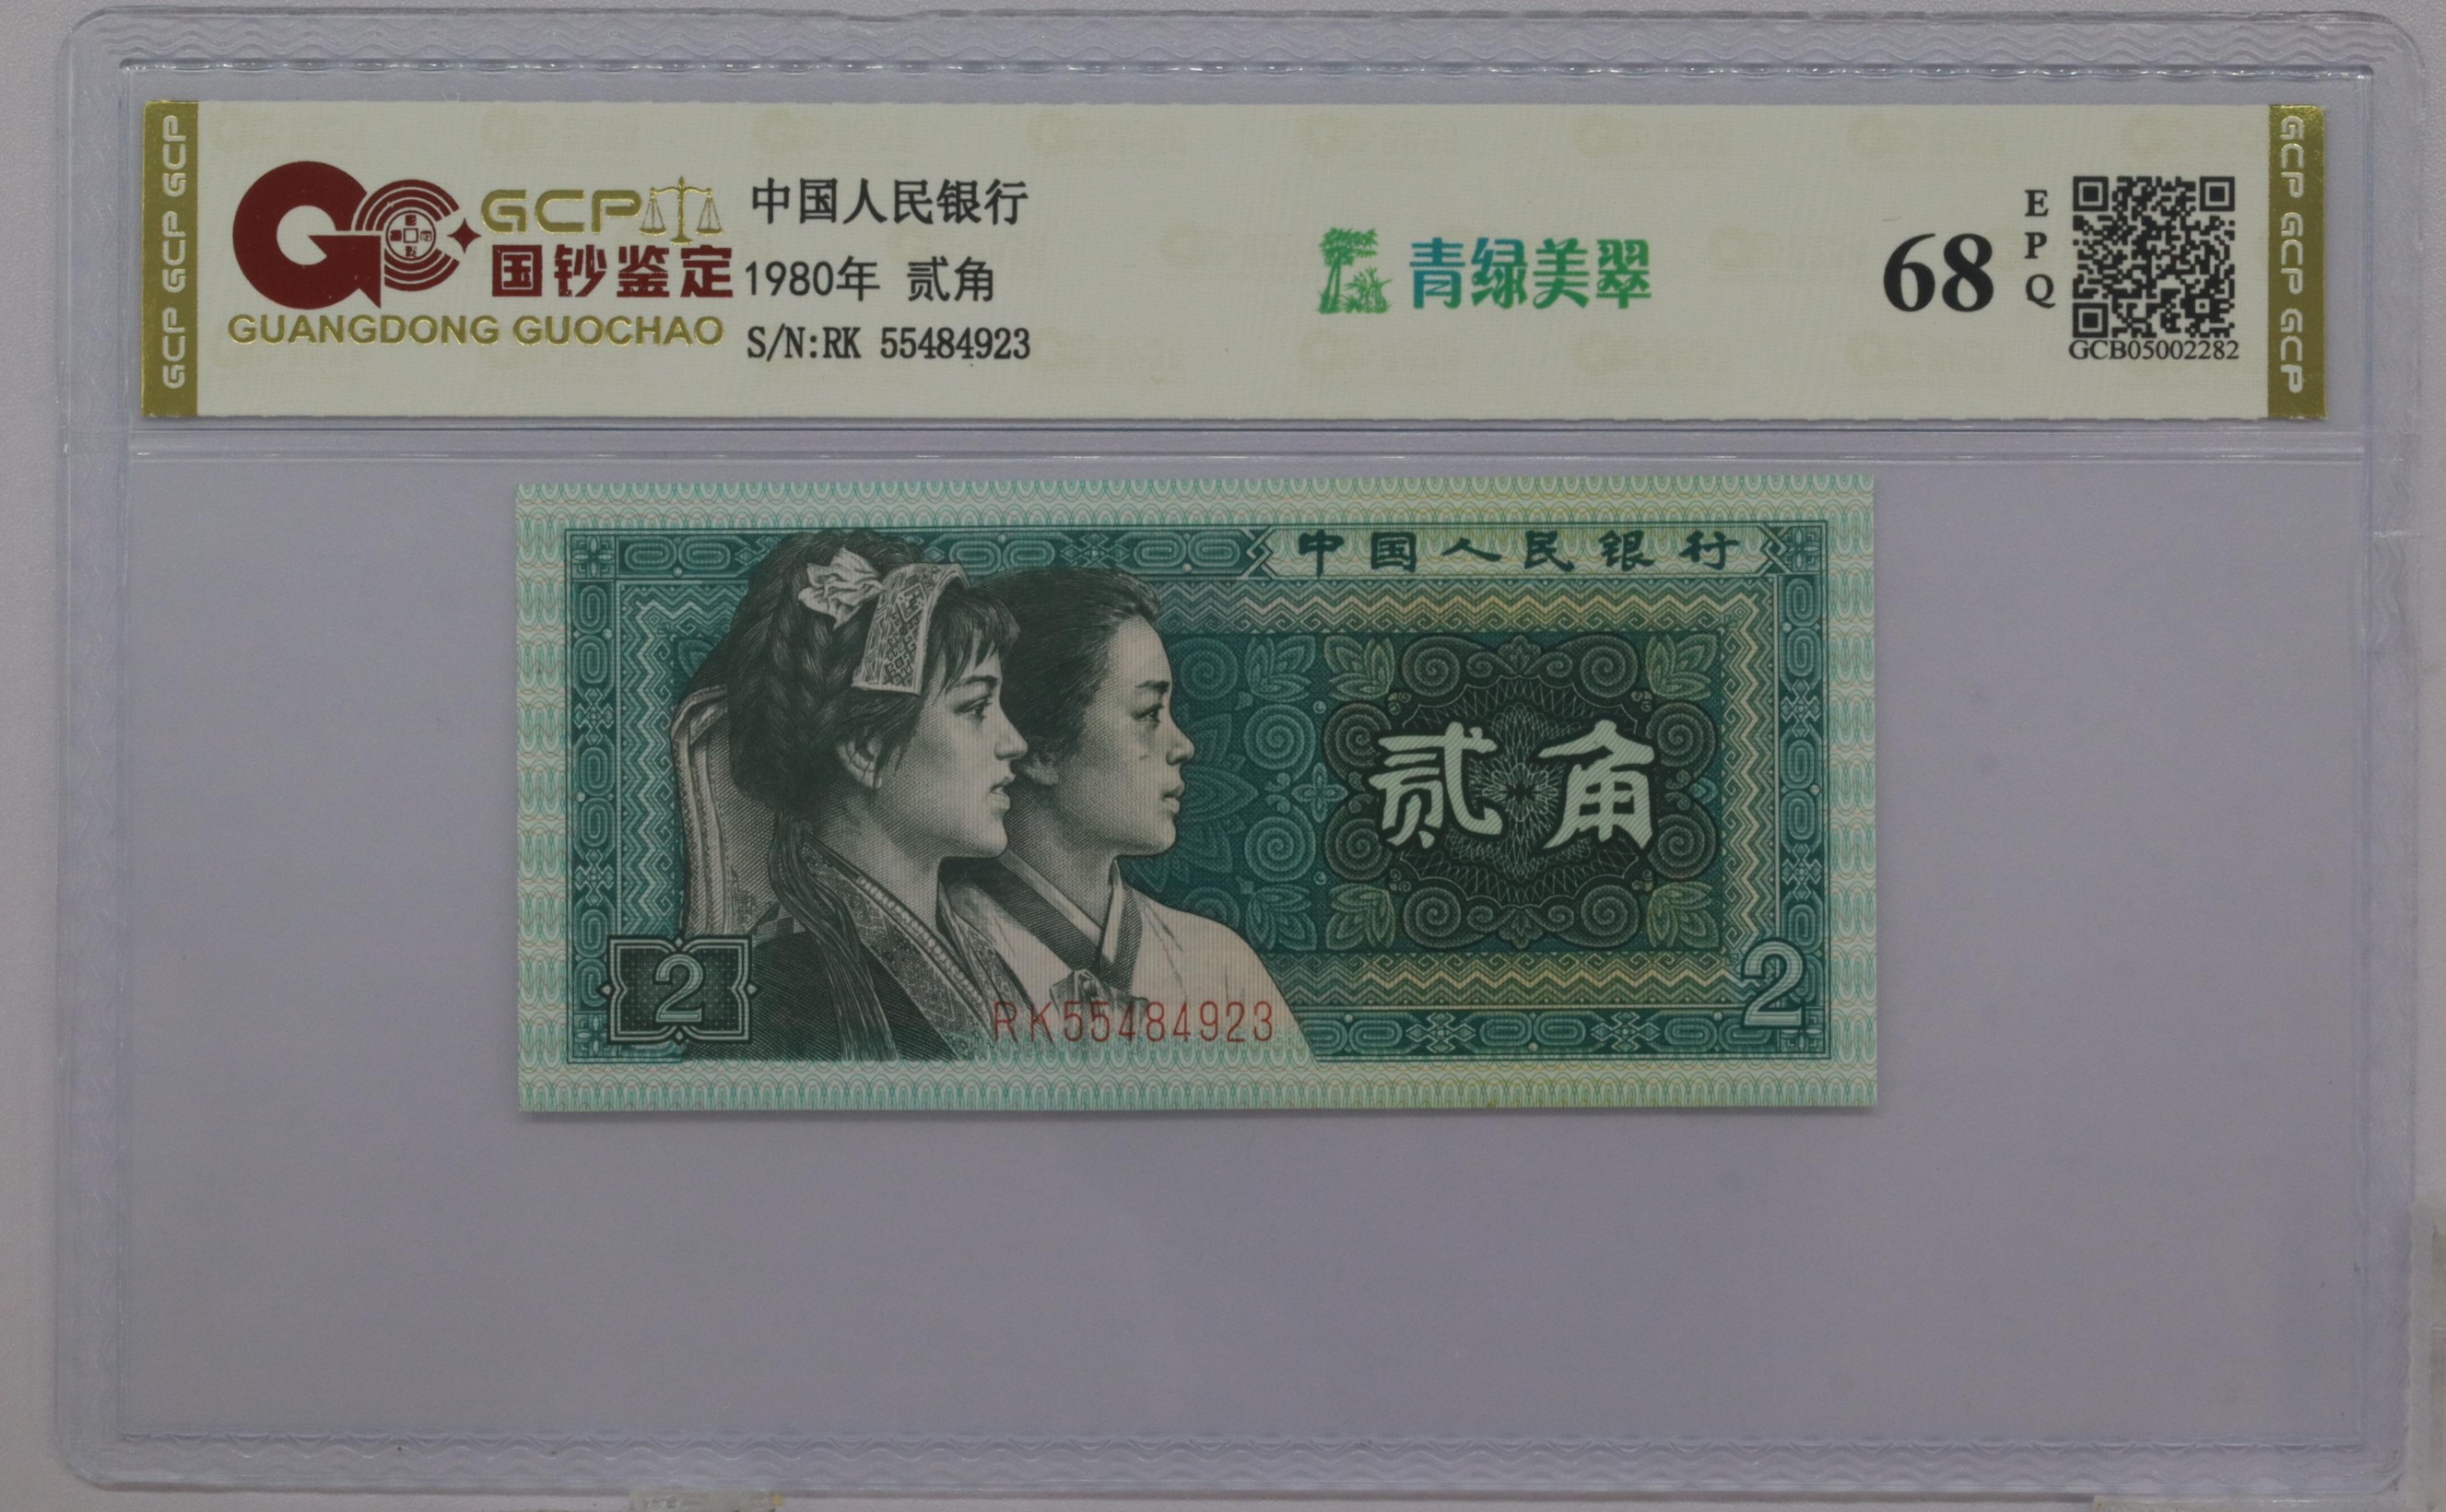 GCP GCP GCP
GCP
国钞鉴定
GUANGDONG GUOCHAO
中国人民银行
1980年 贰角
S/N:RK 55484923
青绿美翠
68
EPQ
GCB05002282
GCP GCP GCP
中国人民银行
贰角
2
RK55484923
2